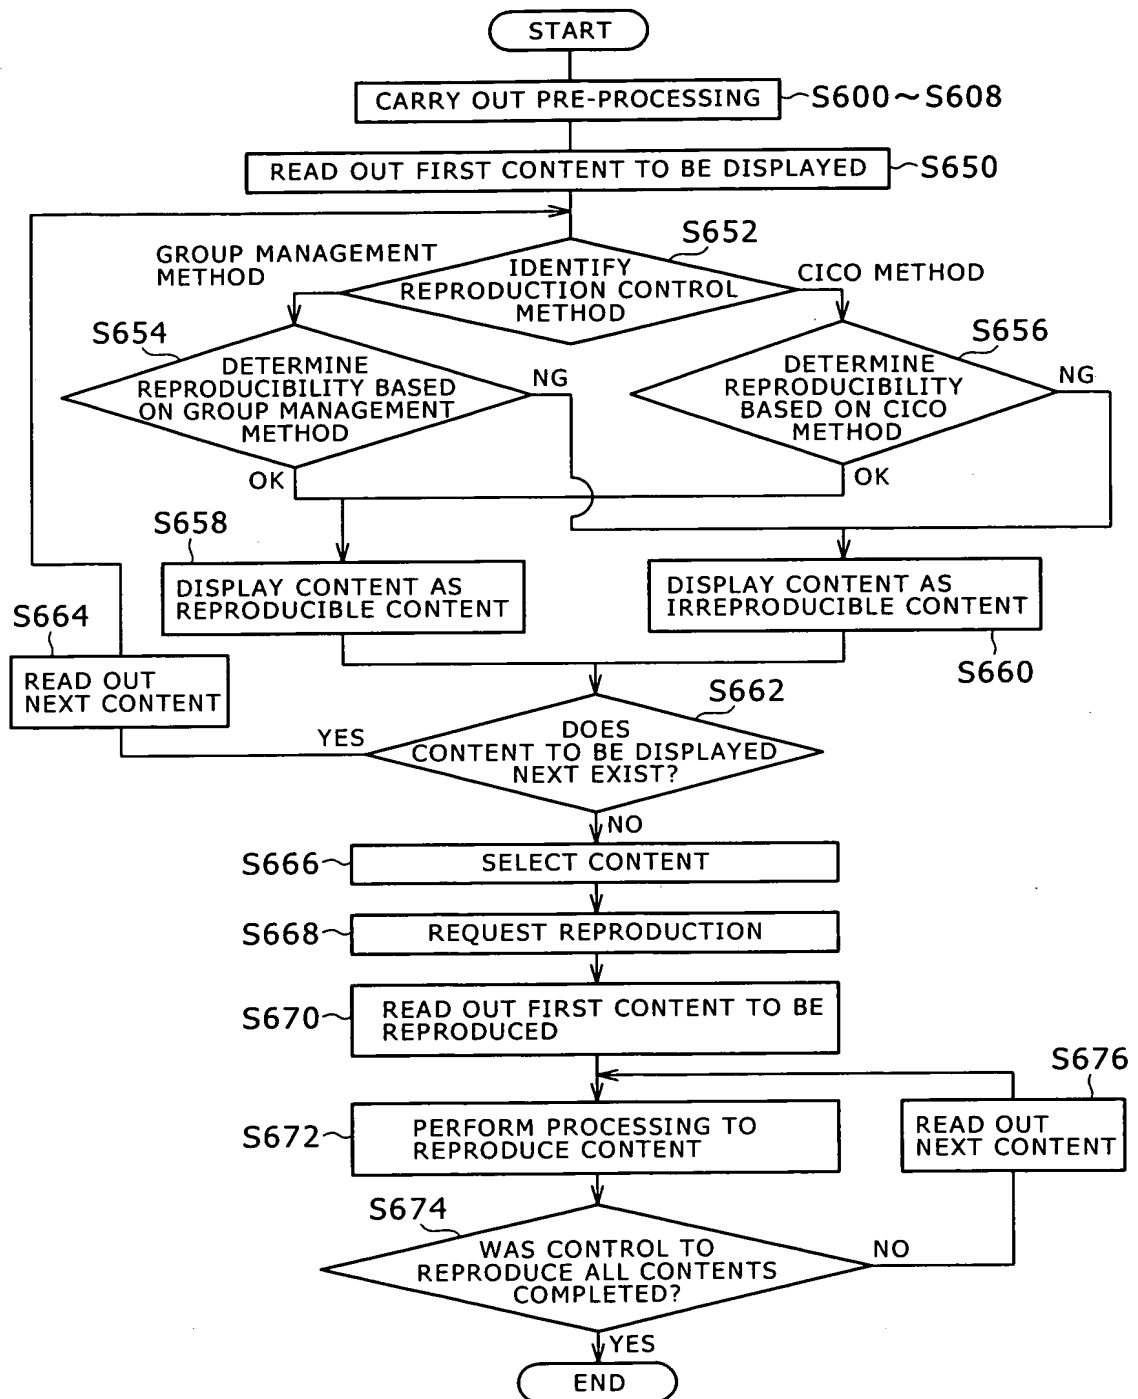 START
CARRY OUT PRE-PROCESSING
S600~S608
READ OUT FIRST CONTENT TO BE DISPLAYED
S650
S652
GROUP MANAGEMENT
METHOD
IDENTIFY
REPRODUCTION CONTROL
METHOD
CICO METHOD
S654
DETERMINE
REPRODUCIBILITY BASED
ON GROUP MANAGEMENT
METHOD
NG
OK
S656
DETERMINE
REPRODUCIBILITY
BASED ON CICO
METHOD
NG
OK
S658
DISPLAY CONTENT AS
REPRODUCIBLE CONTENT
DISPLAY CONTENT AS
IRREPRODUCIBLE CONTENT
S660
S664
READ OUT
NEXT CONTENT
S662
YES
DOES
CONTENT TO BE DISPLAYED
NEXT EXIST?
NO
S666
SELECT CONTENT
S668
REQUEST REPRODUCTION
S670
READ OUT FIRST CONTENT TO BE
REPRODUCED
S676
READ OUT
NEXT CONTENT
S672
PERFORM PROCESSING TO
REPRODUCE CONTENT
S674
WAS CONTROL TO
REPRODUCE ALL CONTENTS
COMPLETED?
NO
YES
END